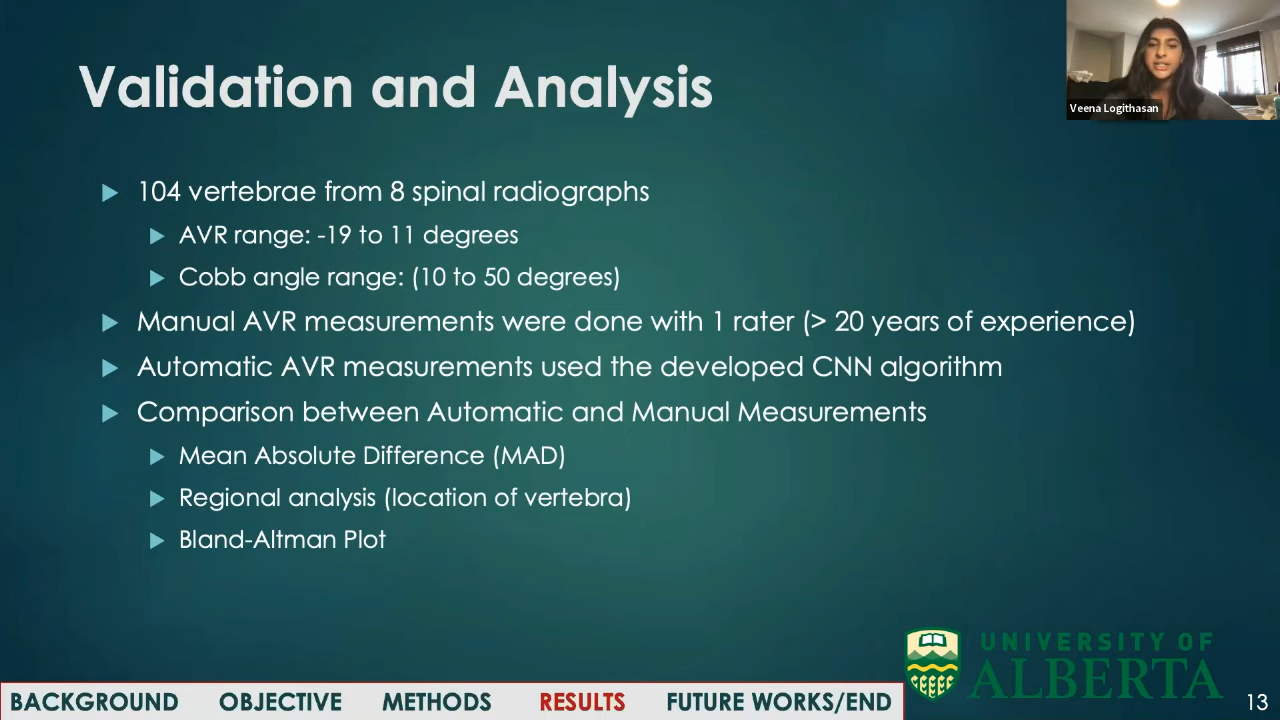 Validation and Analysis
Veena Logithasan
104 vertebrae from 8 spinal radiographs
AVR range: -19 to 11 degrees
Cobb angle range: (10 to 50 degrees)
Manual AVR measurements were done with 1 rater (> 20 years of experience)
Automatic AVR measurements used the developed CNN algorithm
Comparison between Automatic and Manual Measurements
Mean Absolute Difference (MAD)
Regional analysis (location of vertebra)
Bland-Altman Plot
UNIVERSITY OF
ALBERTA
BACKGROUND OBJECTIVE METHODS RESULTS FUTURE WORKS/END
13